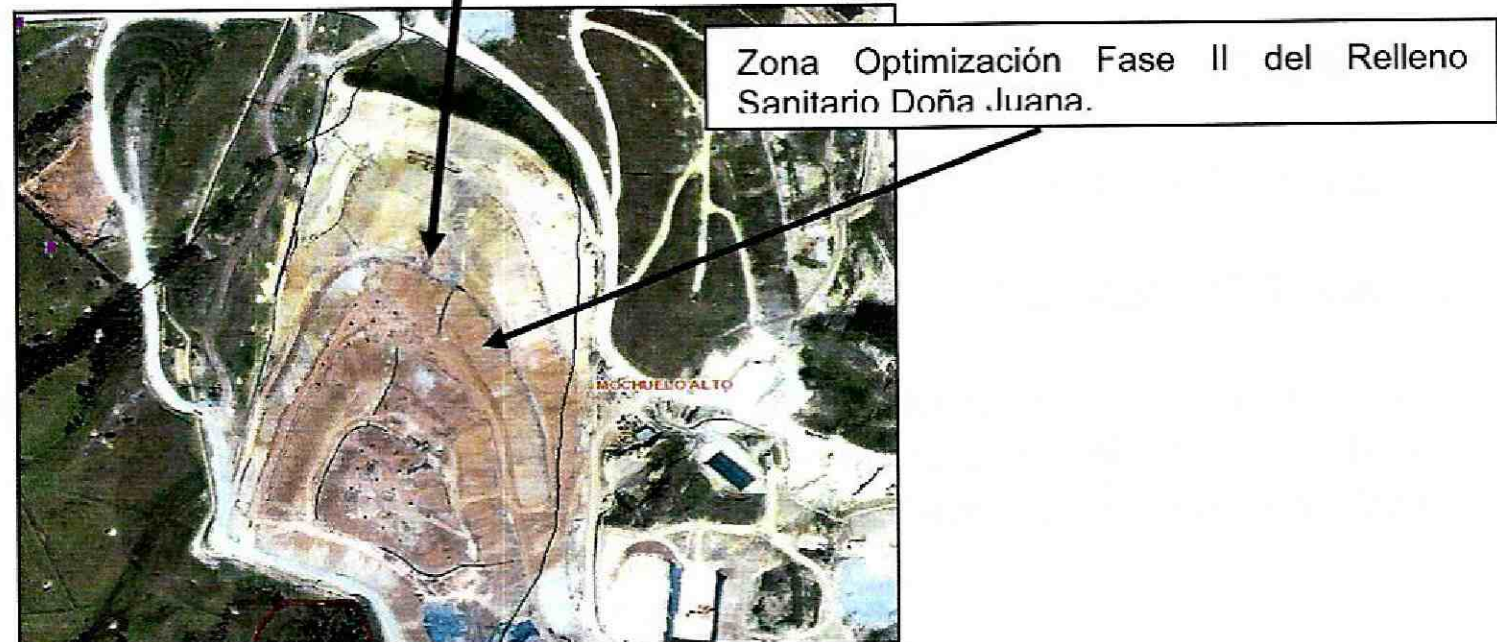 Zona Optimización Fase II del Relleno
Sanitario Doña Juana.
MOCHUELO ALTO